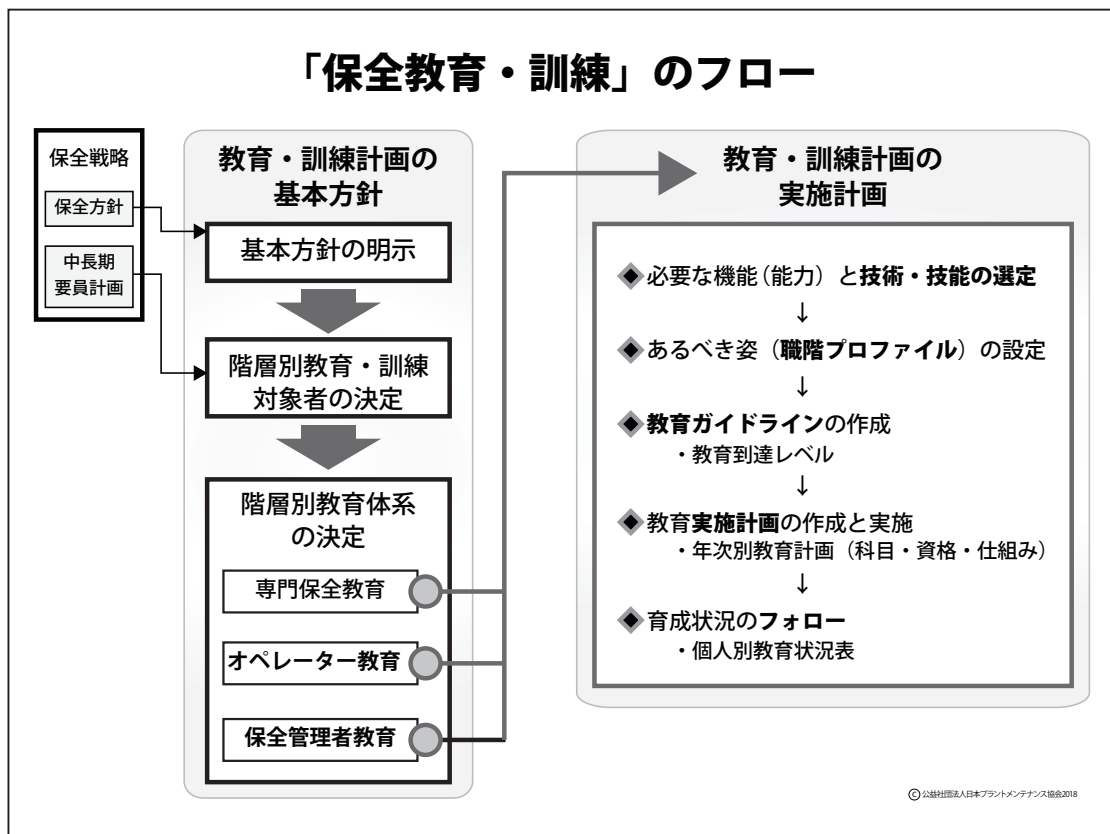 「保全教育・訓練」のフロー
保全戦略
保全方針
中長期
要員計画
教育・訓練計画の
基本方針
基本方針の明示
階層別教育・訓練
対象者の決定
階層別教育体系
の決定
専門保全教育
オペレーター教育
保全管理者教育
教育・訓練計画の
実施計画
◆必要な機能(能力)と技術・技能の選定
↓
◆あるべき姿(職階プロファイル)の設定
↓
◆教育ガイドラインの作成
・教育到達レベル
↓
◆教育実施計画の作成と実施
・年次別教育計画(科目・資格・仕組み)
↓
◆育成状況のフォロー
・個人別教育状況表
©公益社団法人日本プラントメンテナンス協会2018